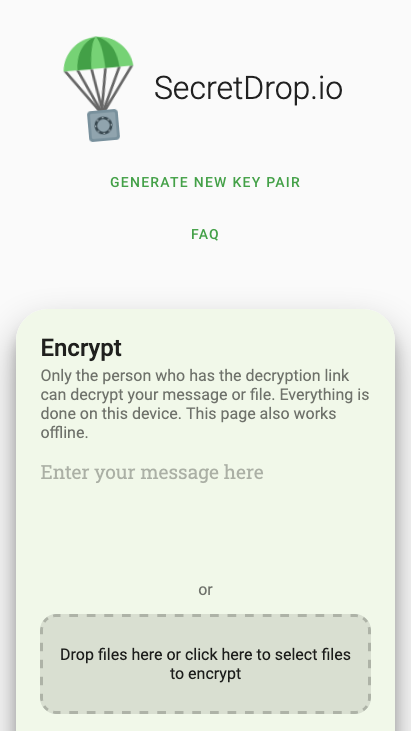 SecretDrop.io
GENERATE NEW KEY PAIR
FAQ
Encrypt
Only the person who has the decryption link
can decrypt your message or file. Everything is
done on this device. This page also works
offline.
Enter your message here
or
Drop files here or click here to select files
to encrypt